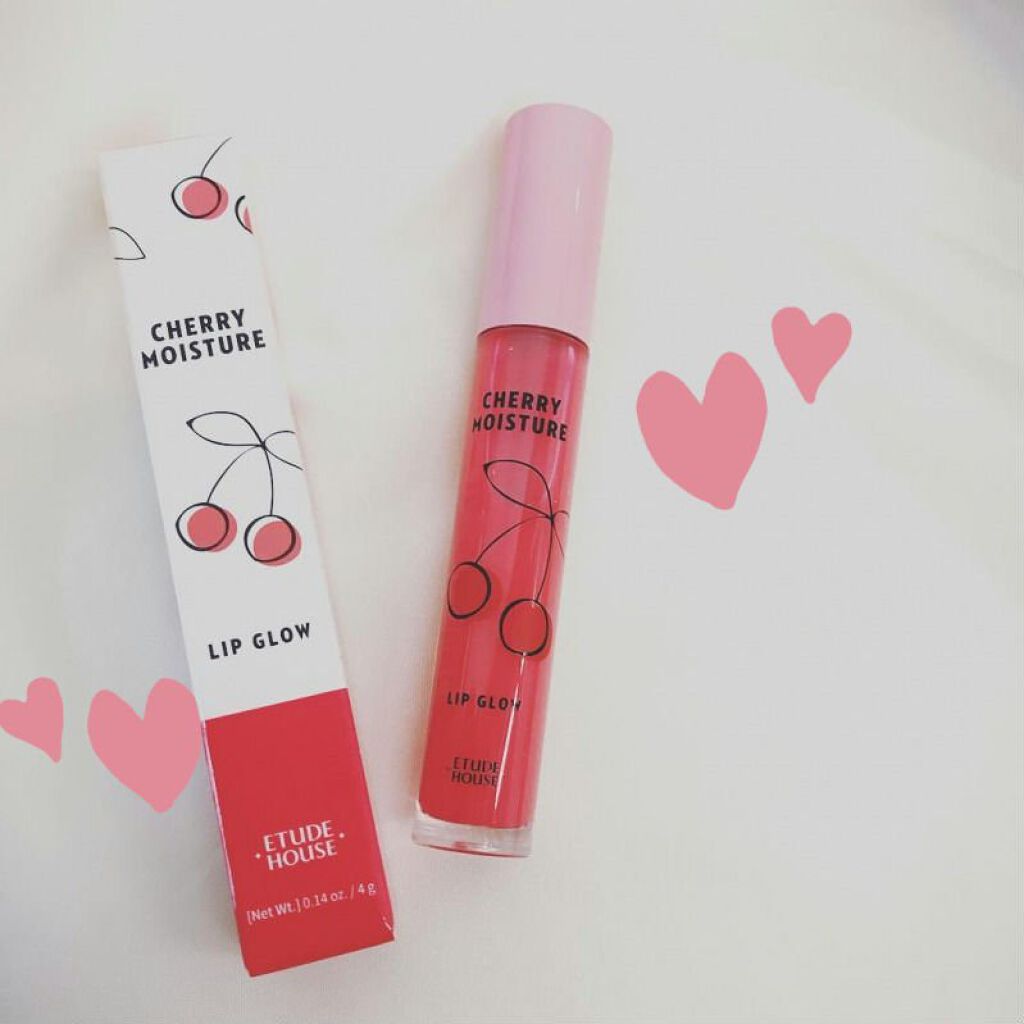 CHERRY
MOISTURE
LIP GLOW
ETUDE
HOUSE
[Net Wt.] 0.14 oz. / 4 g
CHERRY
MOISTURE
LIP GLOW
ETUDE
HOUSE